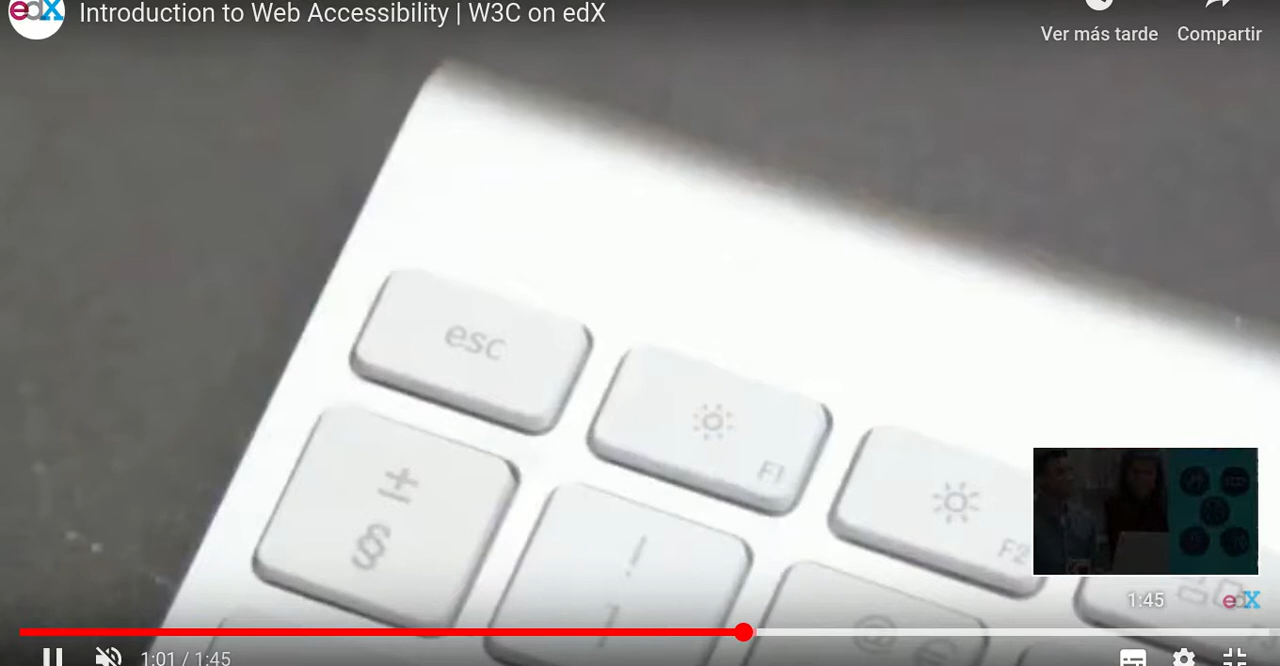 edX
Introduction to Web Accessibility | W3C on edX
Ver más tarde
Compartir
esc
F1
F2
±
§
!
1
@
€
1:45
edX
1:01 / 1:45